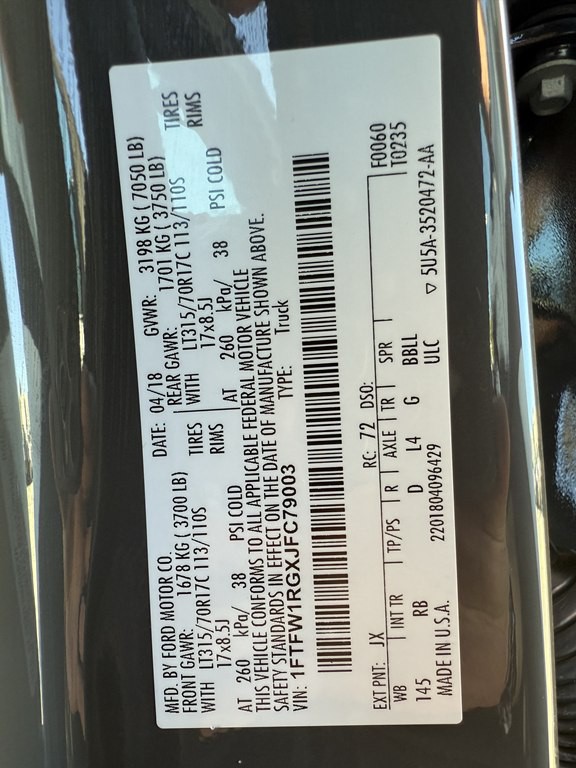 MFD. BY FORD MOTOR CO. DATE: 04/18 GVWR: 3198 KG ( 7050 LB)
FRONT GAWR: 1678 KG ( 3700 LB) REAR GAWR: 1701 KG ( 3750 LB)
WITH LT315/70R17C 113/110S TIRES WITH LT315/70R17C 113/110S TIRES
17x8.5J RIMS 17x8.5J RIMS
AT 260 kPa/ 38 PSI COLD AT 260 kPa/ 38 PSI COLD
THIS VEHICLE CONFORMS TO ALL APPLICABLE FEDERAL MOTOR VEHICLE
SAFETY STANDARDS IN EFFECT ON THE DATE OF MANUFACTURE SHOWN ABOVE.
VIN: 1FTFW1RGXJFC79003 TYPE: Truck
EXT PNT: JX RC: 72 DSO: F0060
T0235
WB INT TR TP/PS R AXLE TR SPR
145 RB D L4 G BBLL
MADE IN U.S.A. 2201804096429 ULC
▽ 5U5A-3520472-AA